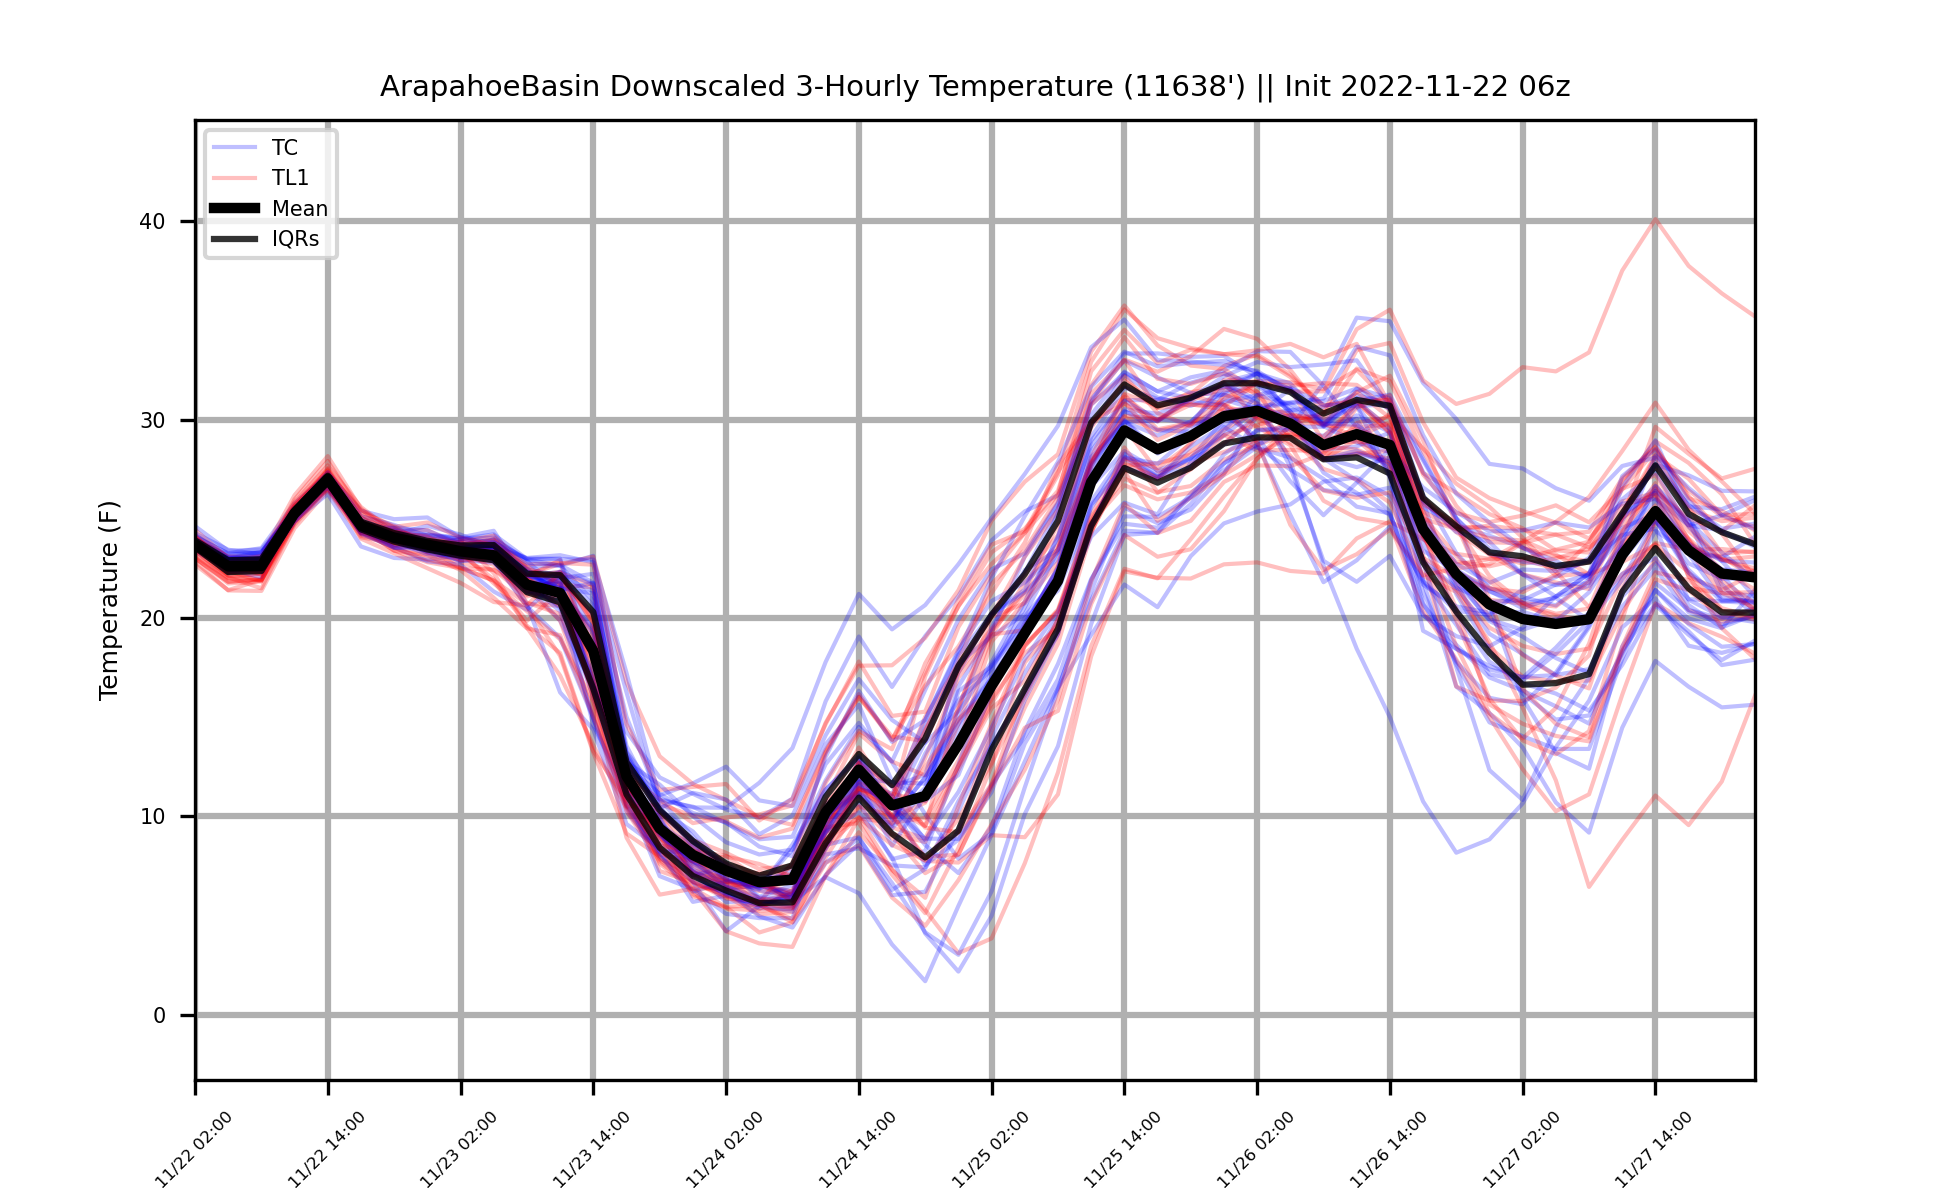 ArapahoeBasin Downscaled 3-Hourly Temperature (11638') || Init 2022-11-22 06z
TC
TL1
Mean
IQRs
Temperature (F)
40
30
20
10
0
11/22 02:00
11/22 14:00
11/23 02:00
11/23 14:00
11/24 02:00
11/24 14:00
11/25 02:00
11/25 14:00
11/26 02:00
11/26 14:00
11/27 02:00
11/27 14:00